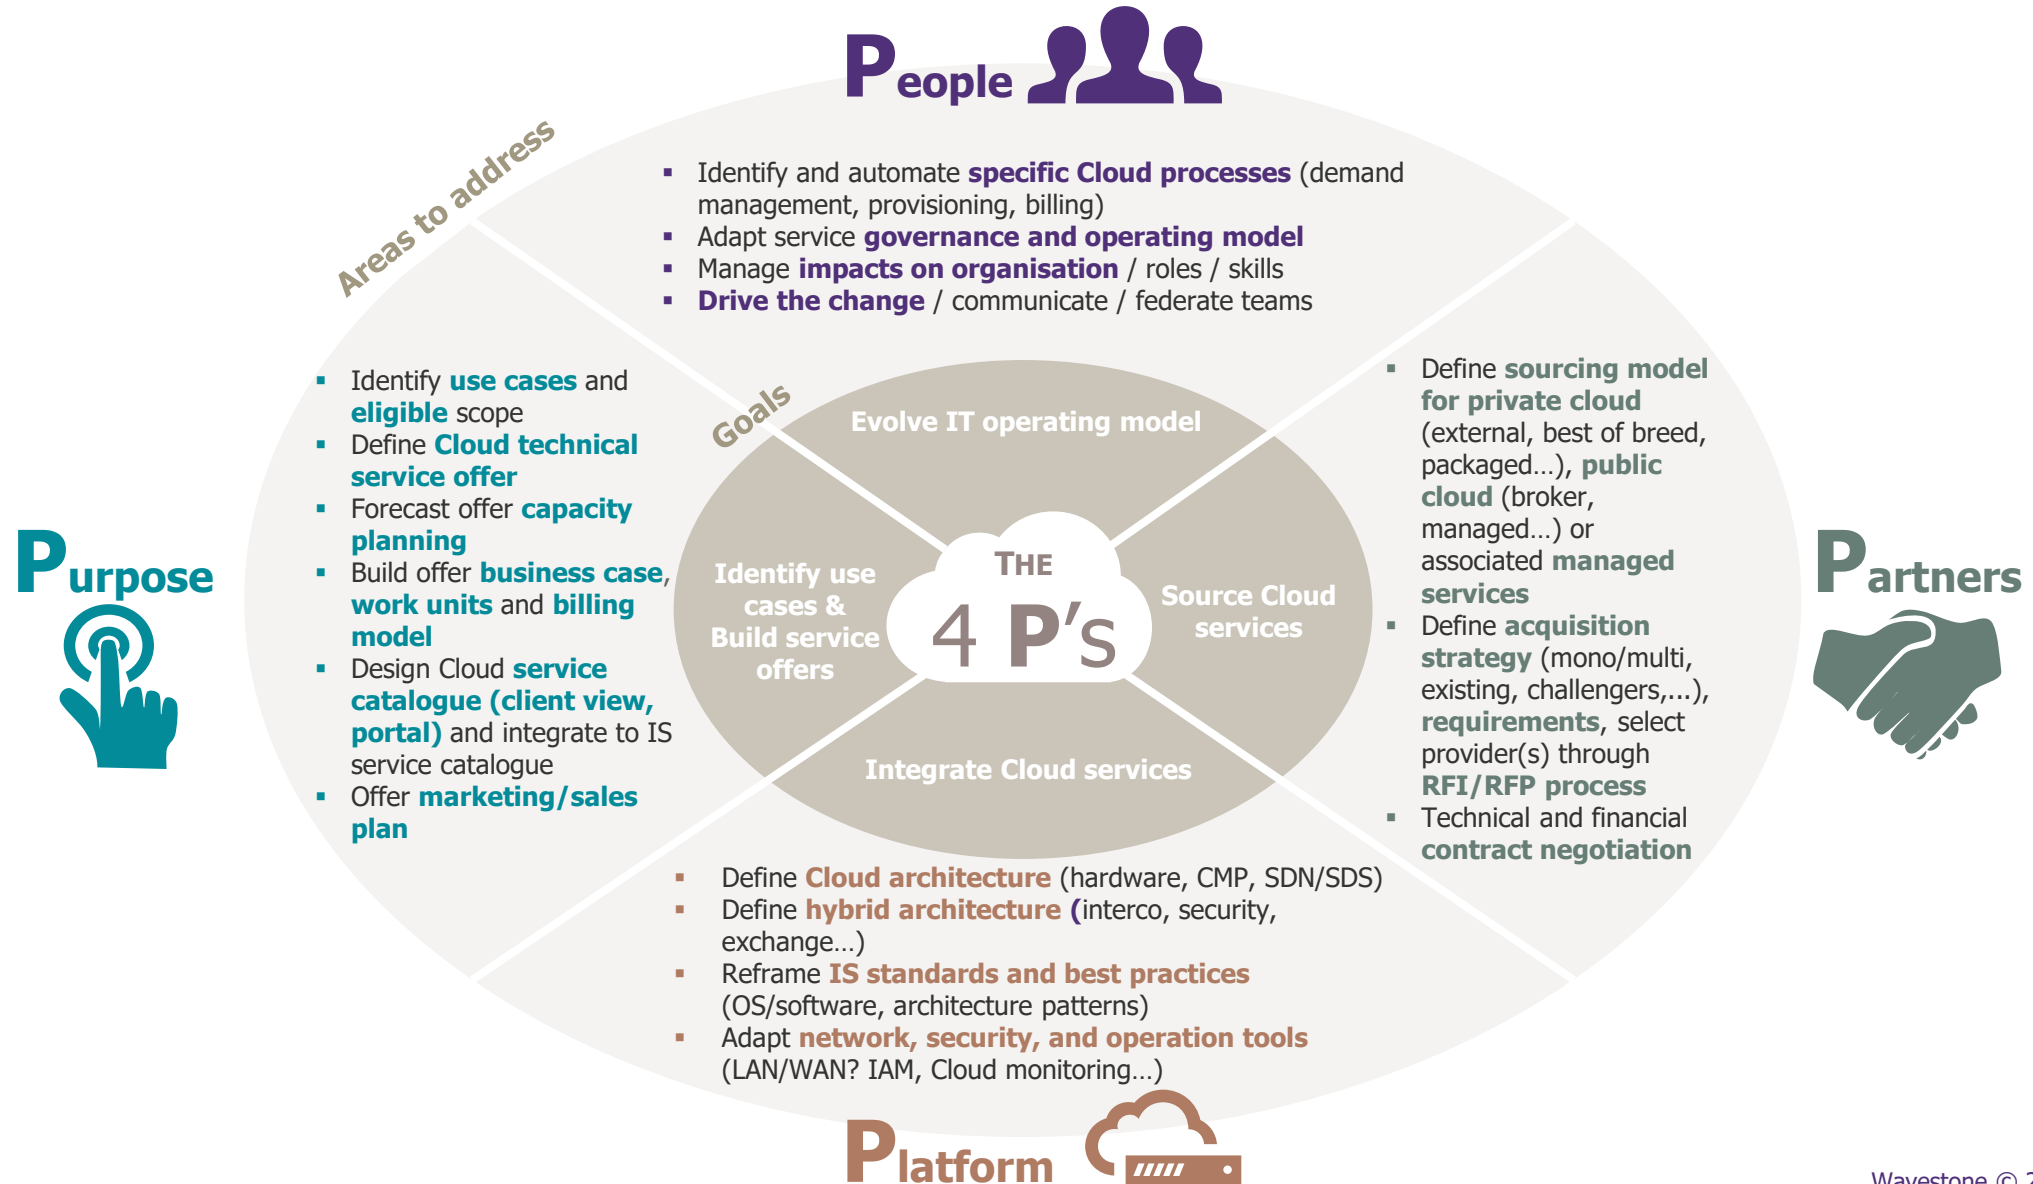 People
Areas to address
▪ Identify and automate specific Cloud processes (demand
management, provisioning, billing)
▪ Adapt service governance and operating model
▪ Manage impacts on organisation / roles / skills
▪ Drive the change / communicate / federate teams
Purpose
▪ Identify use cases and
eligible scope
▪ Define Cloud technical
service offer
▪ Forecast offer capacity
planning
▪ Build offer business case,
work units and billing
model
▪ Design Cloud service
catalogue (client view,
portal) and integrate to IS
service catalogue
▪ Offer marketing/sales
plan
Goals
Evolve IT operating model
Identify use
cases &
Build service
offers
THE
4 P's
Source Cloud
services
Integrate Cloud services
▪ Define sourcing model
for private cloud
(external, best of breed,
packaged…), public
cloud (broker,
managed…) or
associated managed
services
▪ Define acquisition
strategy (mono/multi,
existing, challengers,...),
requirements, select
provider(s) through
RFI/RFP process
▪ Technical and financial
contract negotiation
Partners
▪ Define Cloud architecture (hardware, CMP, SDN/SDS)
▪ Define hybrid architecture (interco, security,
exchange…)
▪ Reframe IS standards and best practices
(OS/software, architecture patterns)
▪ Adapt network, security, and operation tools
(LAN/WAN? IAM, Cloud monitoring…)
Platform
Wavestone ©